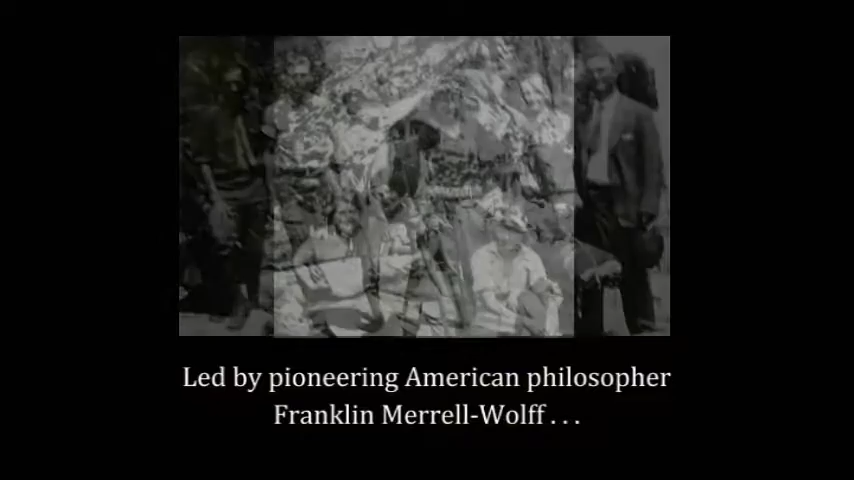 Led by pioneering American philosopher
Franklin Merrell-Wolff . . .